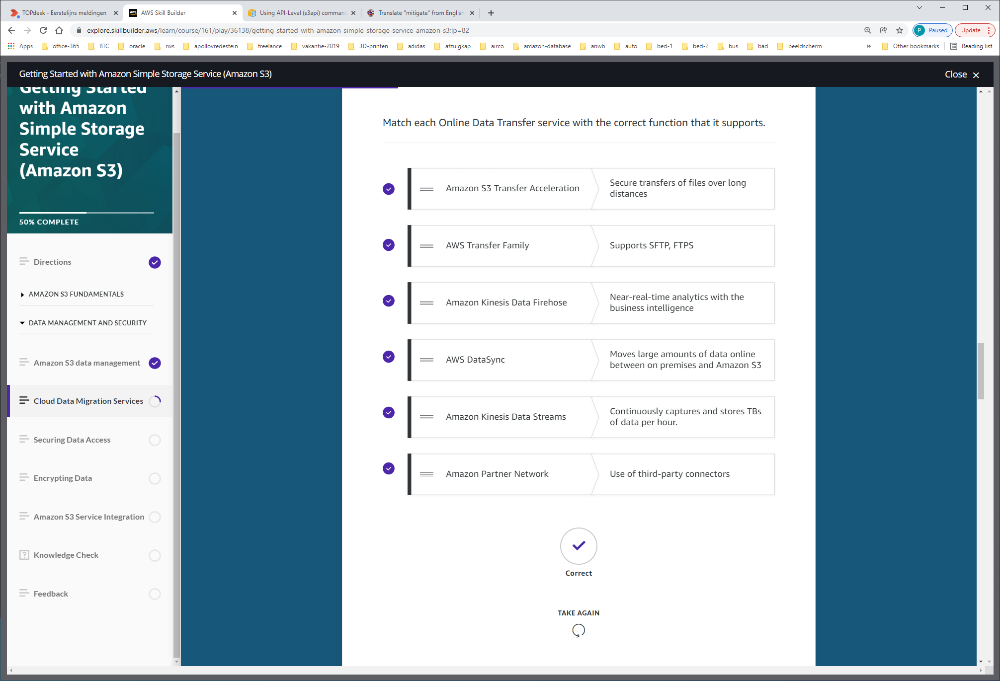 TOPdesk - Eerstelijns meldingen
AWS Skill Builder
Using API-Level (s3api) comman
Translate "mitigate" from English
explore.skillbuilder.aws/learn/course/161/play/36138/getting-started-with-amazon-simple-storage-service-amazon-s3;lp=82
P Paused
Update
Apps office-365 BTC oracle rws apollovredestein freelance vakantie-2019 3D-printen adidas afzuigkap airco amazon-database anwb auto bed-1 bed-2 bus bad beeldscherm » Other bookmarks Reading list
Getting Started with Amazon Simple Storage Service (Amazon S3)
Close
Getting Started
with Amazon
Simple Storage
Service
(Amazon S3)
50% COMPLETE
Directions
AMAZON S3 FUNDAMENTALS
DATA MANAGEMENT AND SECURITY
Amazon S3 data management
Cloud Data Migration Services
Securing Data Access
Encrypting Data
Amazon S3 Service Integration
Knowledge Check
Feedback
Match each Online Data Transfer service with the correct function that it supports.
Amazon S3 Transfer Acceleration
Secure transfers of files over long
distances
AWS Transfer Family
Supports SFTP, FTPS
Amazon Kinesis Data Firehose
Near-real-time analytics with the
business intelligence
AWS DataSync
Moves large amounts of data online
between on premises and Amazon S3
Amazon Kinesis Data Streams
Continuously captures and stores TBs
of data per hour.
Amazon Partner Network
Use of third-party connectors
Correct
TAKE AGAIN